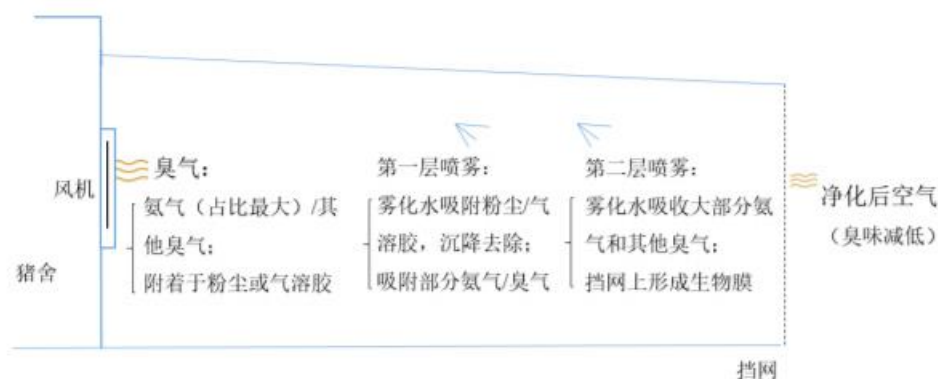 风机
猪舍
臭气：
氨气（占比最大）/其
他臭气；
附着于粉尘或气溶胶
第一层喷雾：
雾化水吸附粉尘/气
溶胶，沉降去除；
吸附部分氨气/臭气
第二层喷雾：
雾化水吸收大部分氨
气和其他臭气；
挡网上形成生物膜
净化后空气
（臭味减低）
挡网